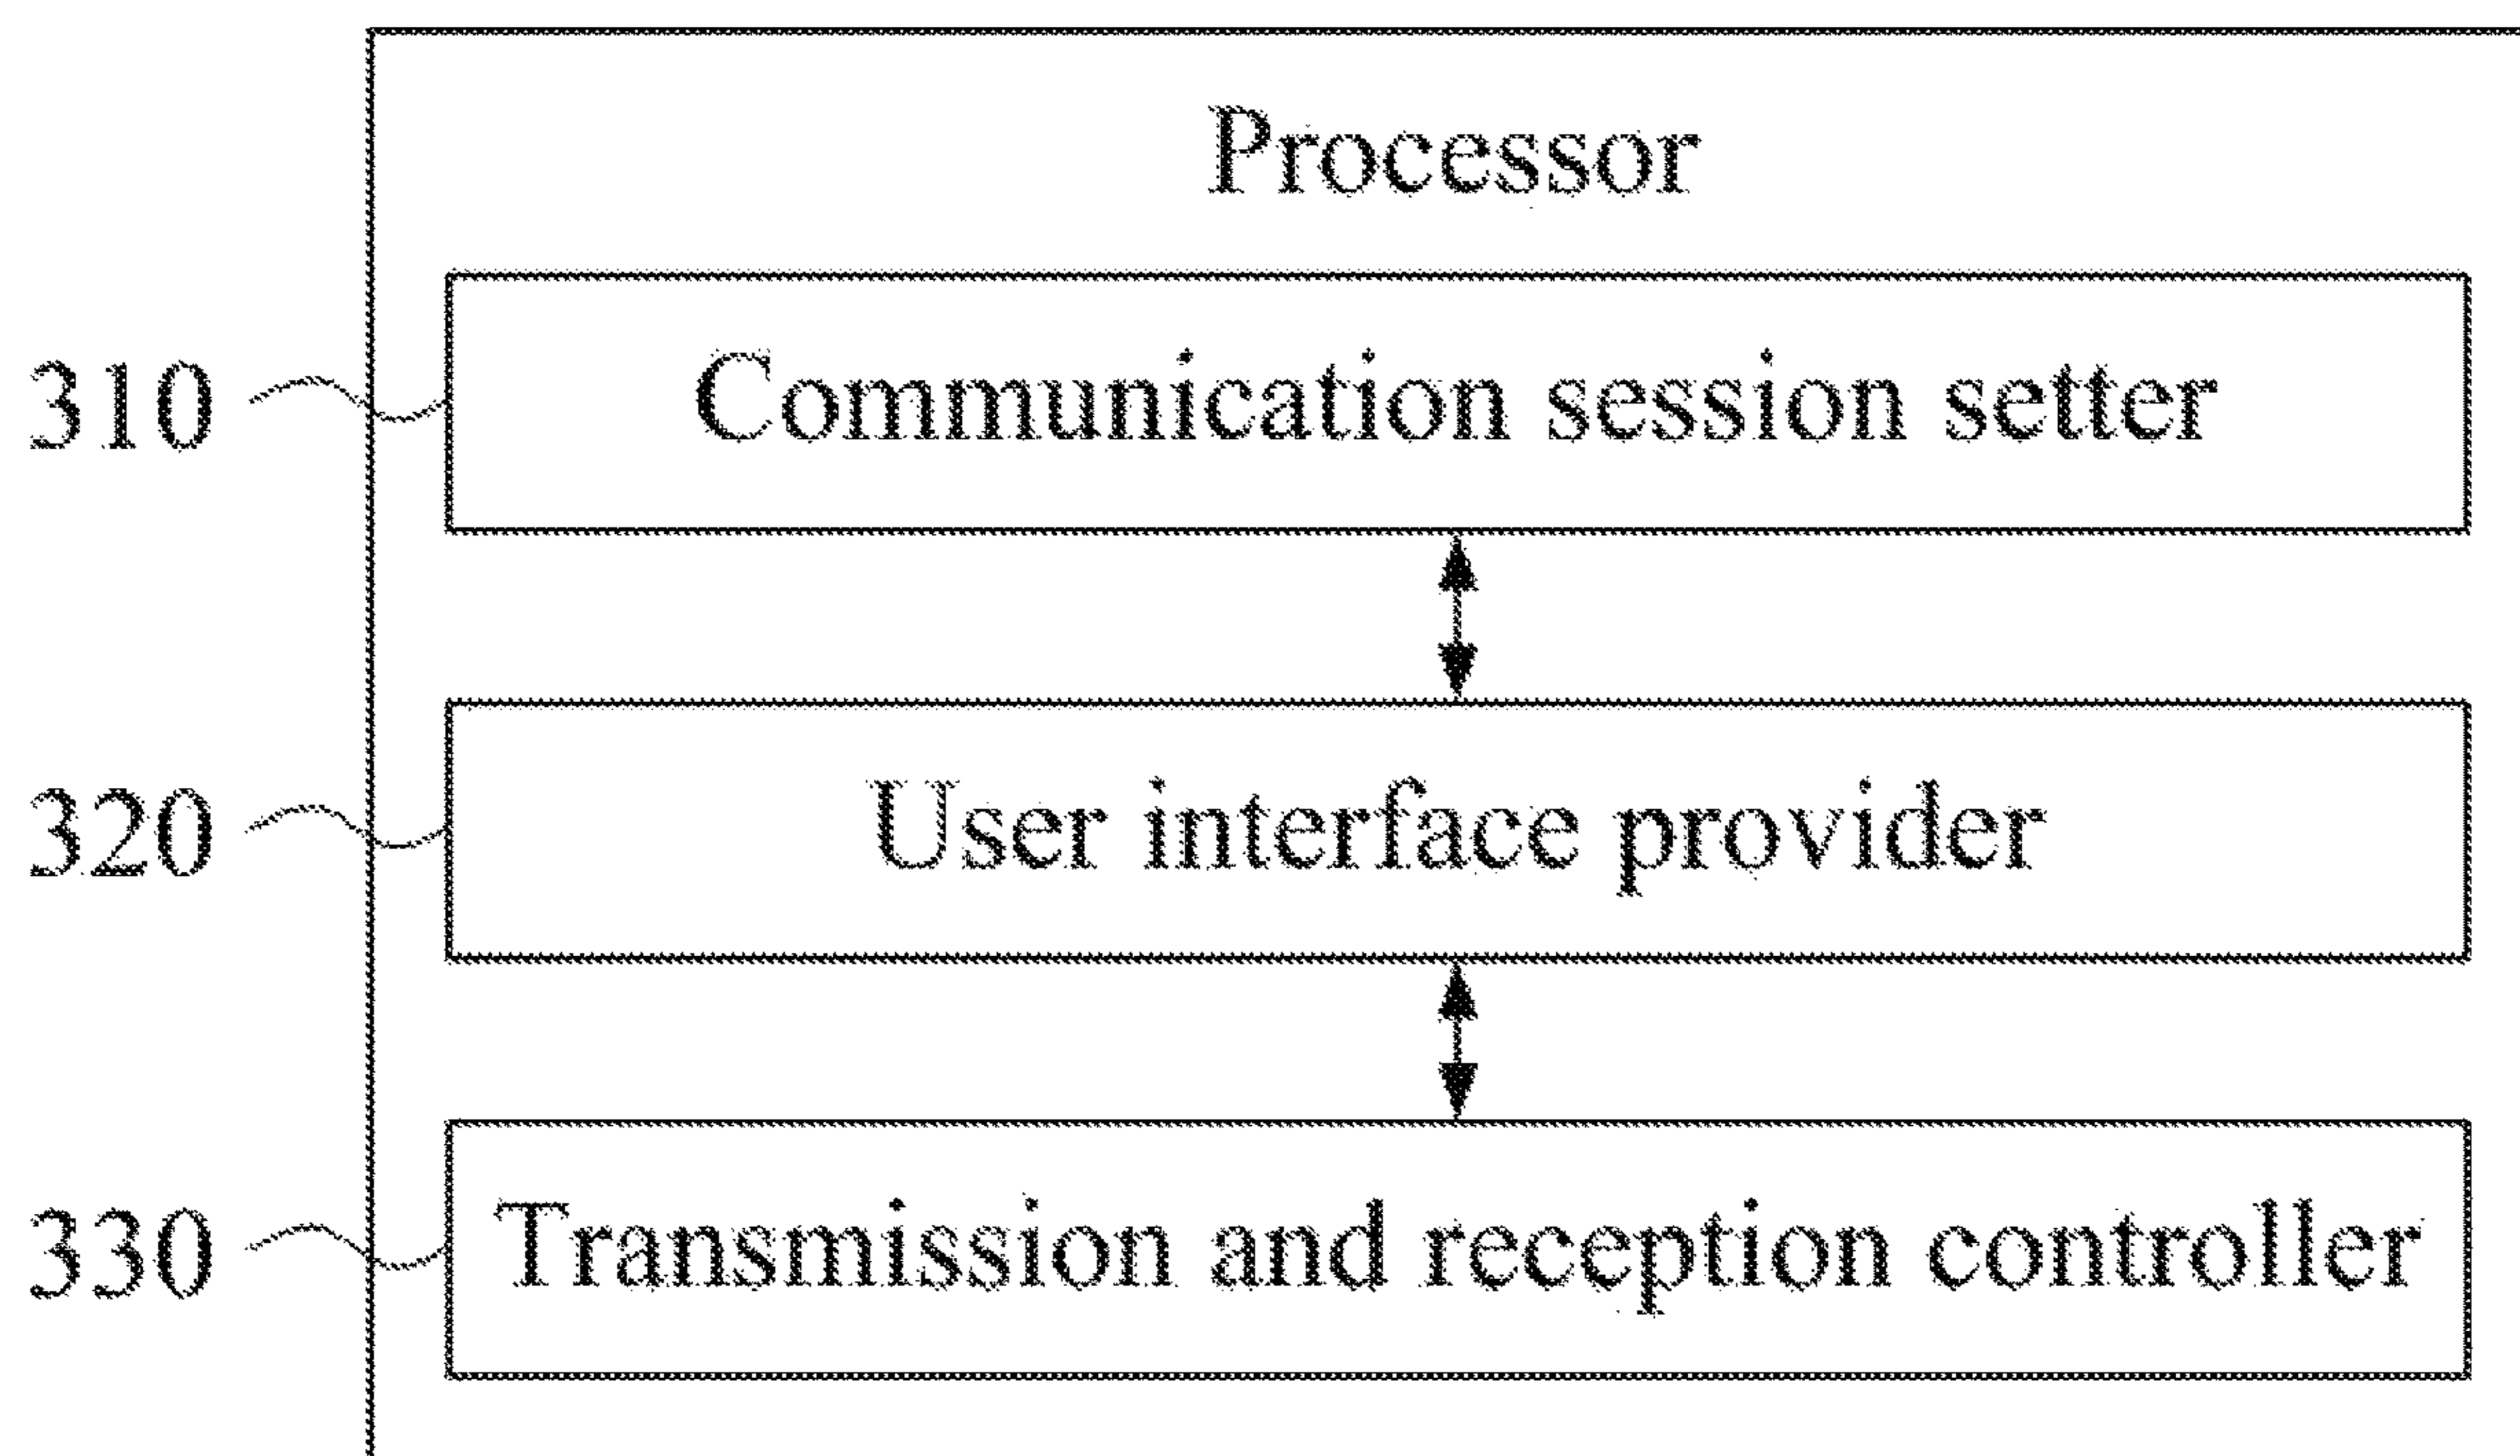 Processor
310 Communication session setter
320 User interface provider
330 Transmission and reception controller